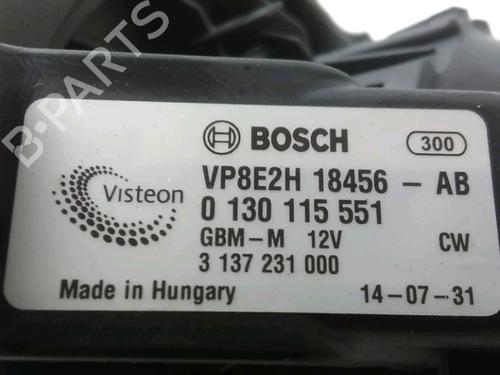 BOSCH 300
Visteon
VP8E2H 18456 - AB
0 130 115 551
GBM-M 12V CW
3 137 231 000
Made in Hungary 14-07-31
B-PARTS